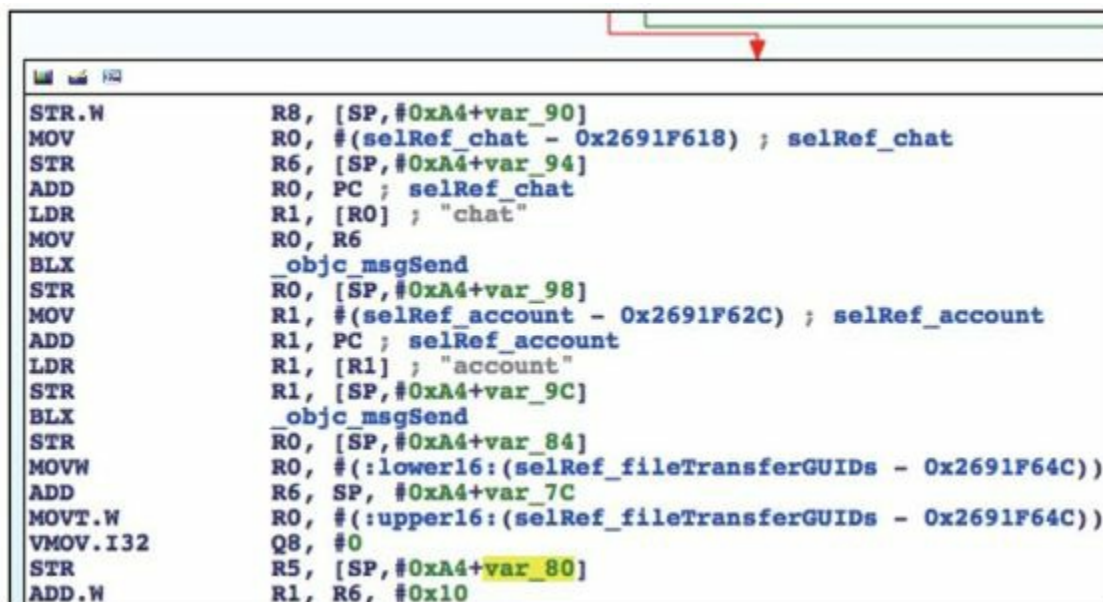 STR.W R8, [SP,#0xA4+var_90]
MOV R0, #(selRef_chat - 0x2691F618) ; selRef_chat
STR R6, [SP,#0xA4+var_94]
ADD R0, PC ; selRef_chat
LDR R1, [R0] ; "chat"
MOV R0, R6
BLX _objc_msgSend
STR R0, [SP,#0xA4+var_98]
MOV R1, #(selRef_account - 0x2691F62C) ; selRef_account
ADD R1, PC ; selRef_account
LDR R1, [R1] ; "account"
STR R1, [SP,#0xA4+var_9C]
BLX _objc_msgSend
STR R0, [SP,#0xA4+var_84]
MOVW R0, #(:lower16:(selRef_fileTransferGUIDs - 0x2691F64C))
ADD R6, SP, #0xA4+var_7C
MOVT.W R0, #(:upper16:(selRef_fileTransferGUIDs - 0x2691F64C))
VMOV.I32 Q8, #0
STR R5, [SP,#0xA4+var_80]
ADD.W R1, R6, #0x10